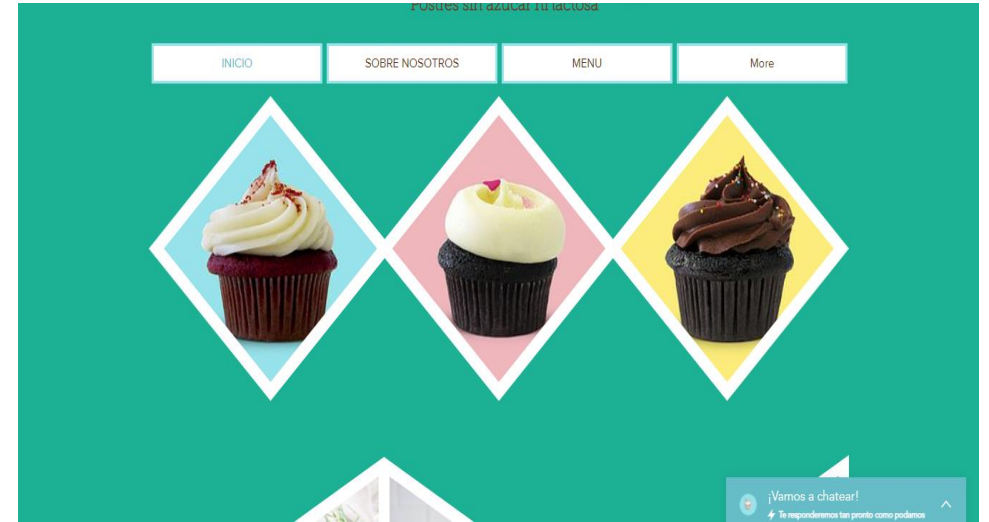 Postres sin azúcar ni lactosa
INICIO
SOBRE NOSOTROS
MENU
More
¡Vamos a chatear!
Te responderemos tan pronto como podamos